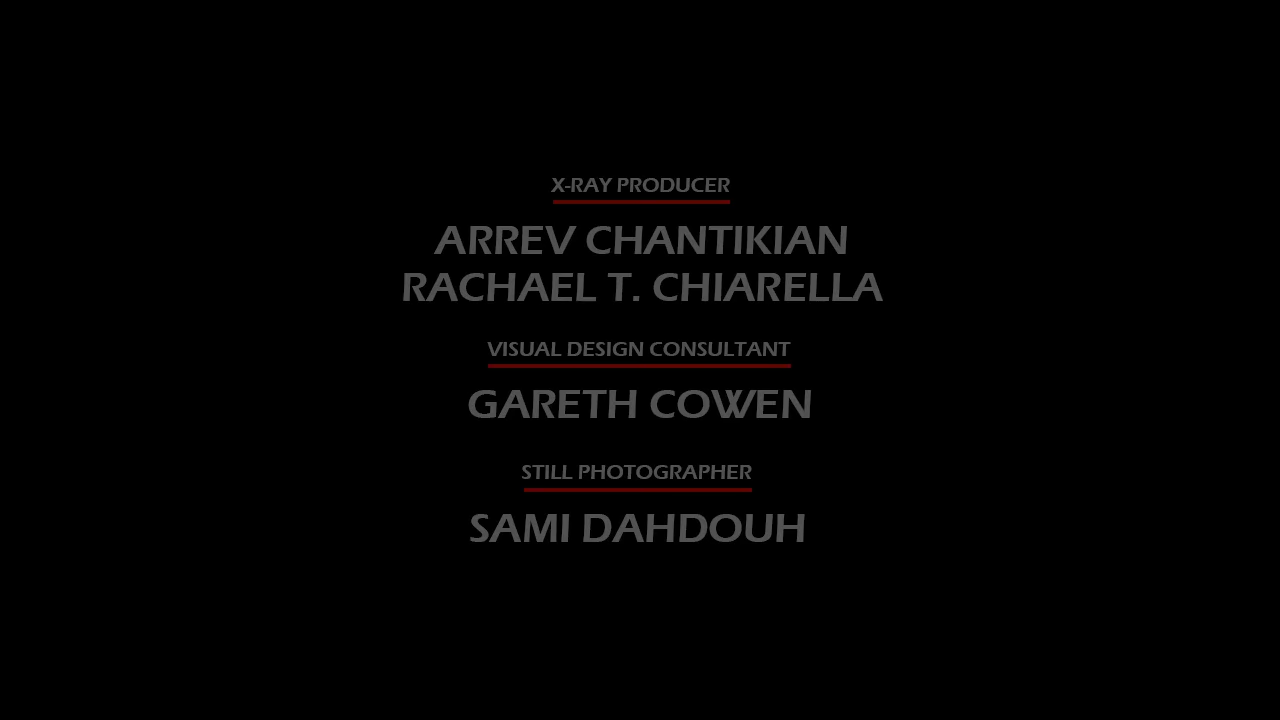 X-RAY PRODUCER
ARREV CHANTIKIAN
RACHAEL T. CHIARELLA
VISUAL DESIGN CONSULTANT
GARETH COWEN
STILL PHOTOGRAPHER
SAMI DAHDOUH